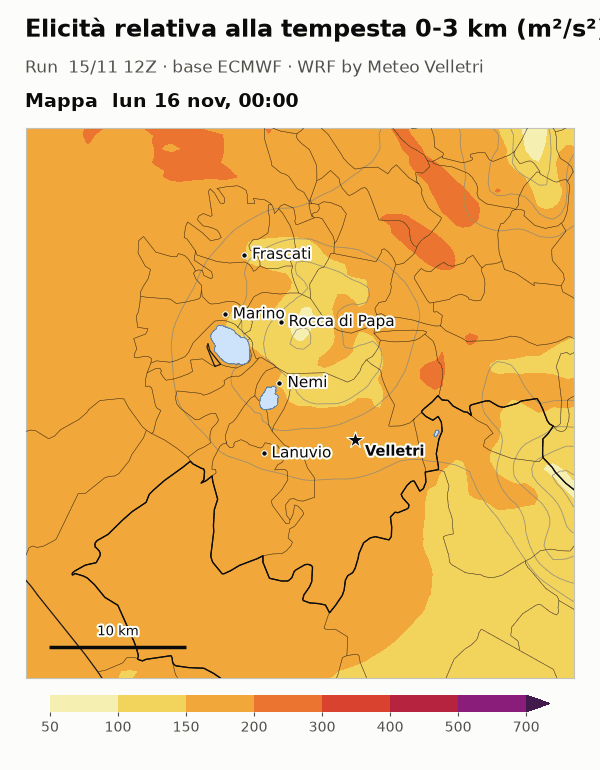 Elicità relativa alla tempesta 0-3 km (m²/s²)
Run 15/11 12Z · base ECMWF · WRF by Meteo Velletri
Mappa lun 16 nov, 00:00
Frascati
Marino
Rocca di Papa
Nemi
Velletri
Lanuvio
10 km
50 100 150 200 300 400 500 700